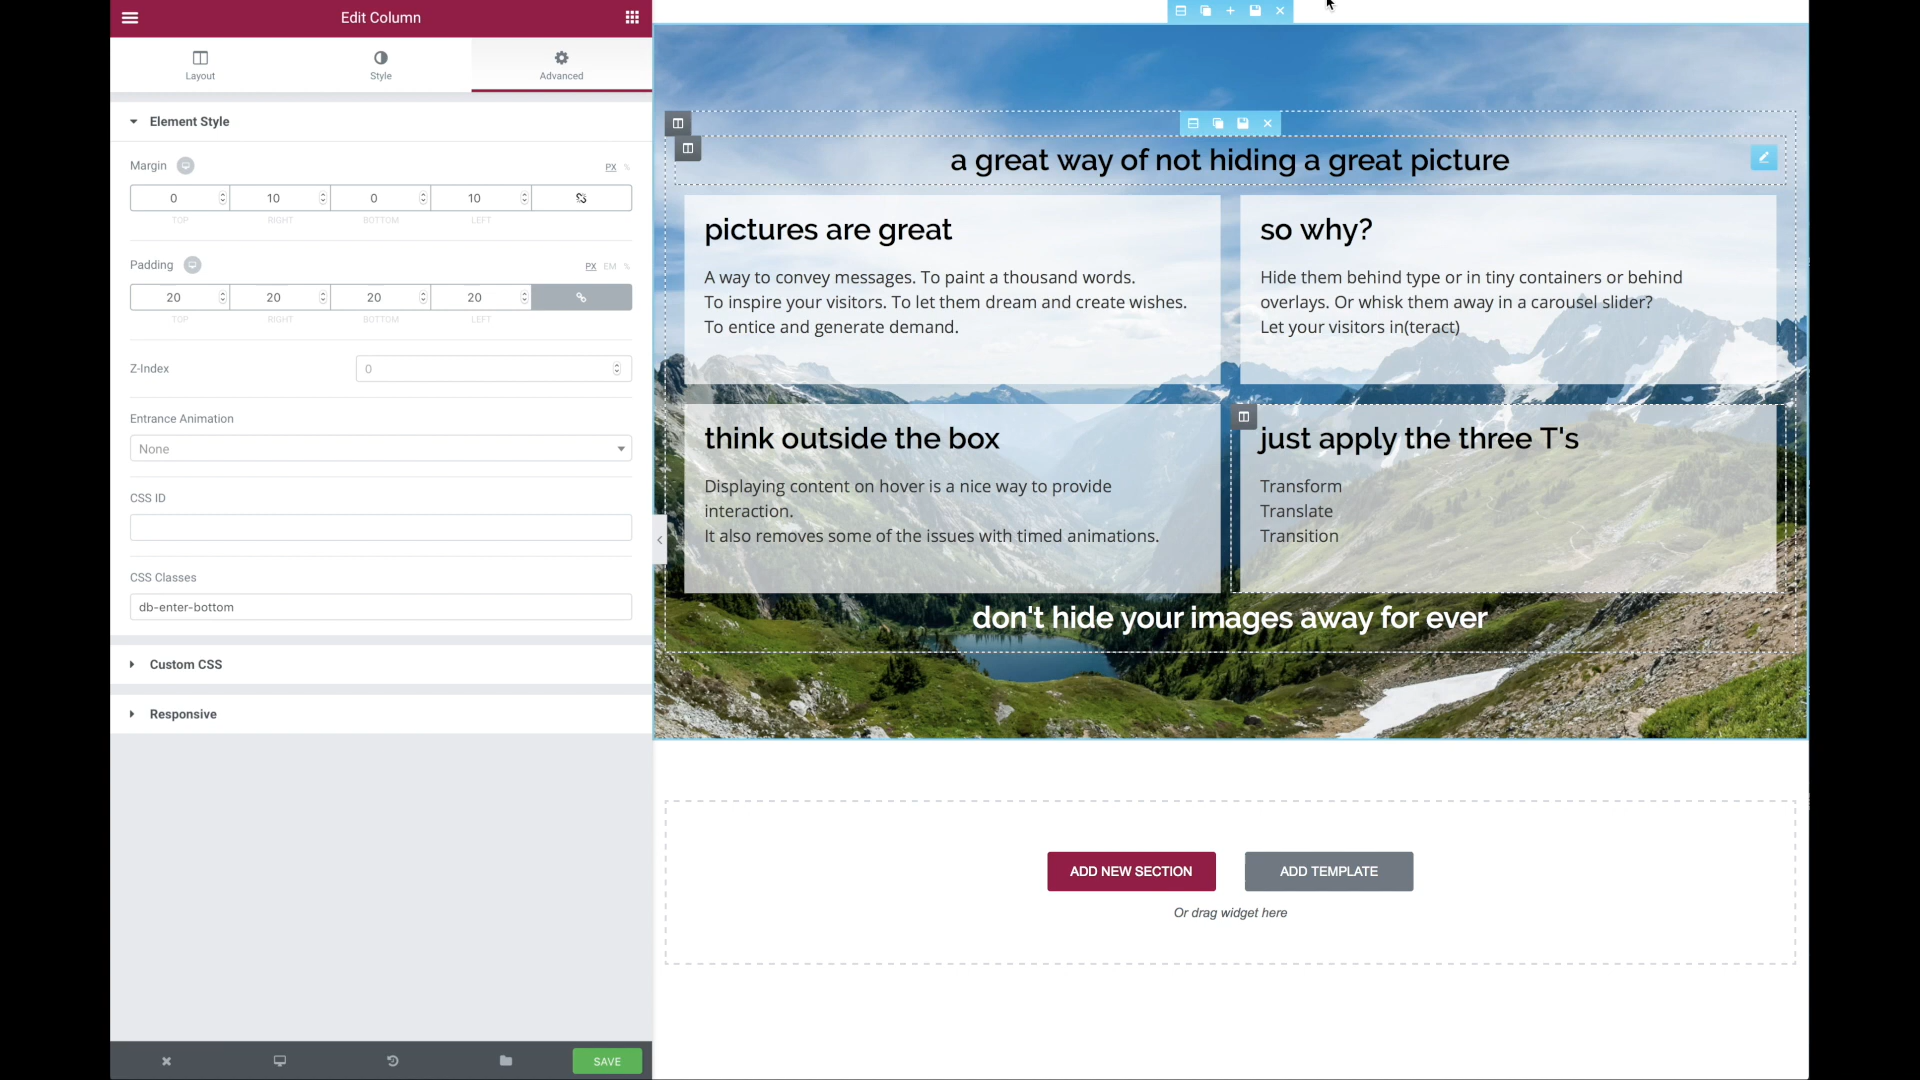 Edit Column
Layout
Style
Advanced
Element Style
Margin
PX %
0 10 0 10
TOP RIGHT BOTTOM LEFT
Padding
PX EM %
20 20 20 20
TOP RIGHT BOTTOM LEFT
Z-Index
0
Entrance Animation
None
CSS ID
CSS Classes
db-enter-bottom
Custom CSS
Responsive
SAVE
a great way of not hiding a great picture
pictures are great
A way to convey messages. To paint a thousand words.
To inspire your visitors. To let them dream and create wishes.
To entice and generate demand.
so why?
Hide them behind type or in tiny containers or behind
overlays. Or whisk them away in a carousel slider?
Let your visitors in(teract)
think outside the box
Displaying content on hover is a nice way to provide
interaction.
It also removes some of the issues with timed animations.
just apply the three T's
Transform
Translate
Transition
don't hide your images away for ever
ADD NEW SECTION
ADD TEMPLATE
Or drag widget here